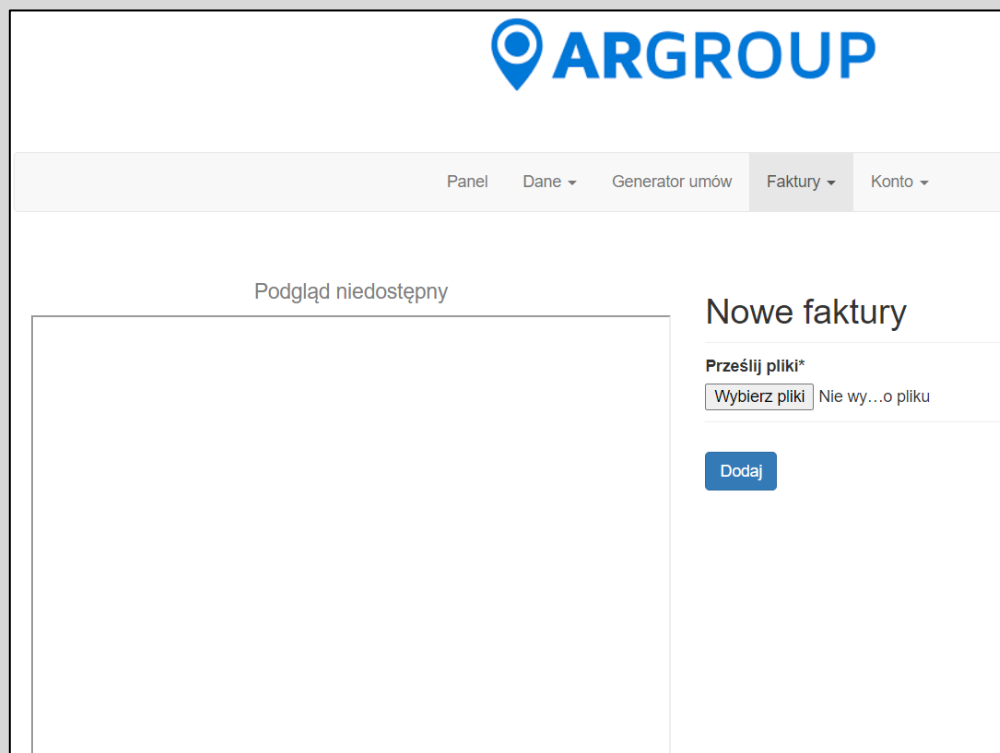 ARGROUP
Panel Dane Generator umów Faktury Konto
Podgląd niedostępny
Nowe faktury
Prześlij pliki*
Wybierz pliki Nie wy…o pliku
Dodaj